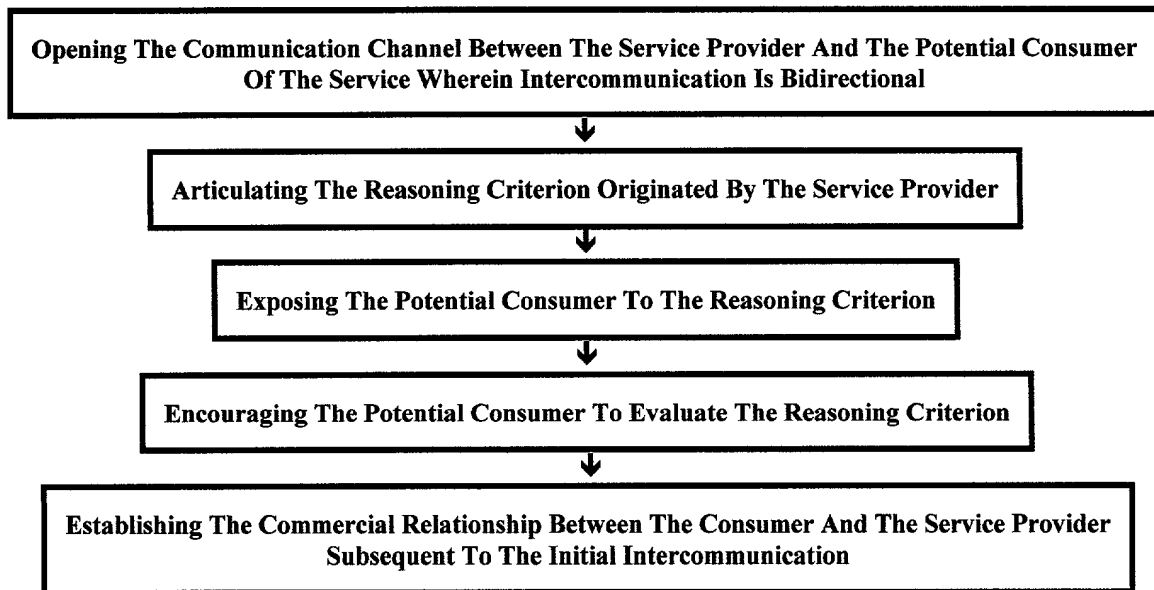 Opening The Communication Channel Between The Service Provider And The Potential Consumer
Of The Service Wherein Intercommunication Is Bidirectional
Articulating The Reasoning Criterion Originated By The Service Provider
Exposing The Potential Consumer To The Reasoning Criterion
Encouraging The Potential Consumer To Evaluate The Reasoning Criterion
Establishing The Commercial Relationship Between The Consumer And The Service Provider
Subsequent To The Initial Intercommunication